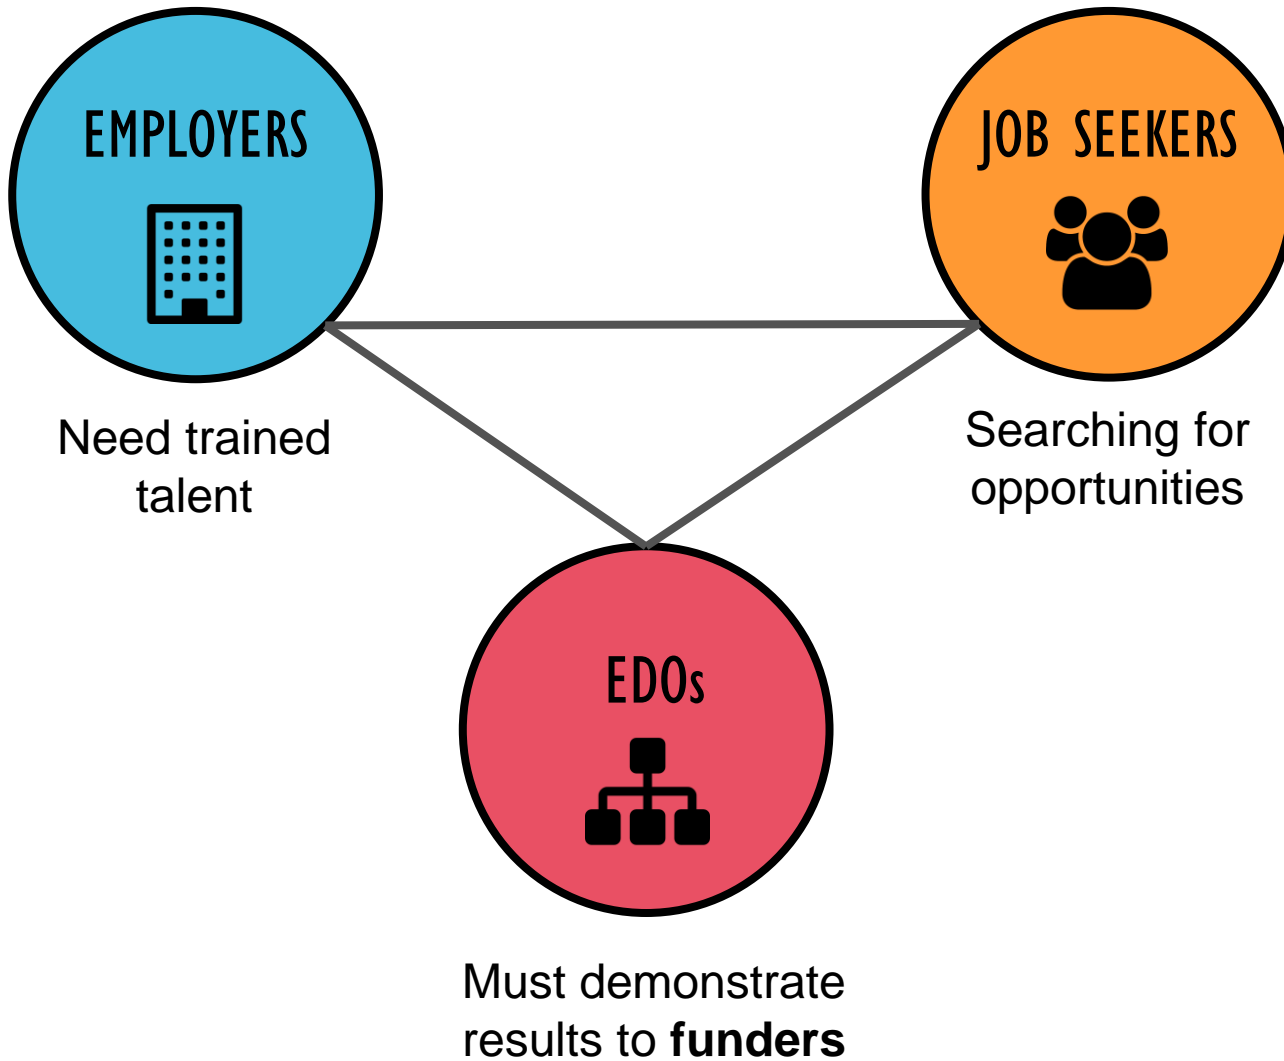 EMPLOYERS
Need trained
talent
JOB SEEKERS
Searching for
opportunities
EDOs
Must demonstrate
results to funders